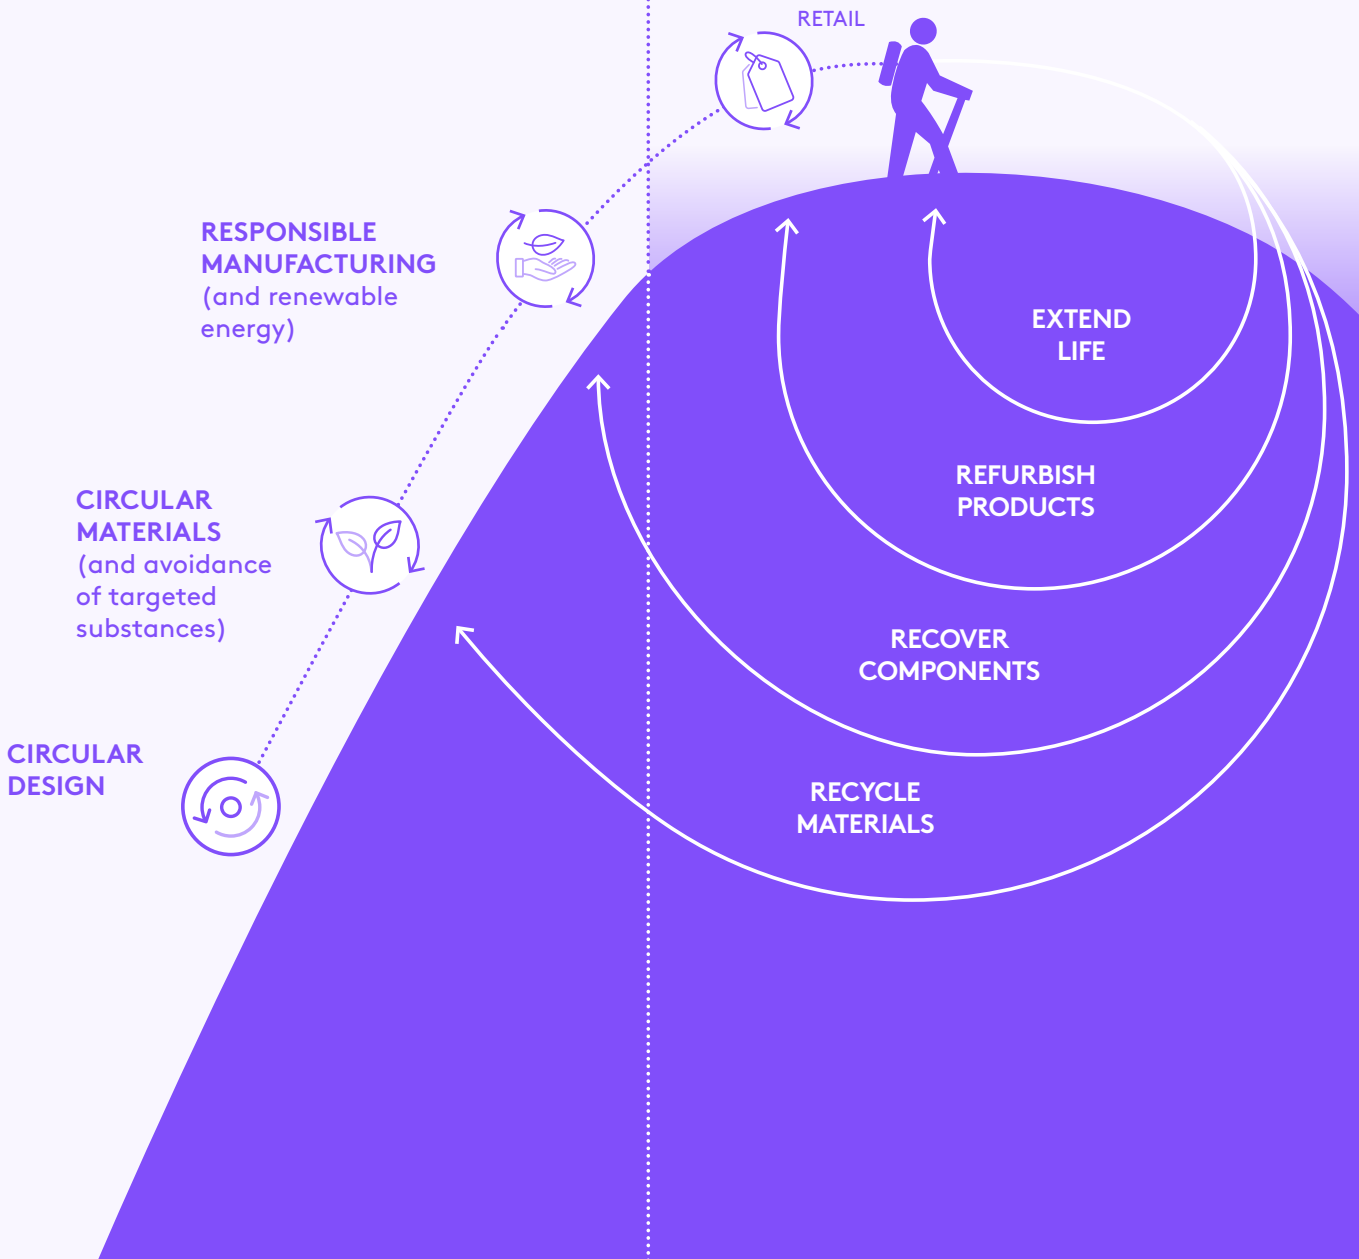 RETAIL
RESPONSIBLE
MANUFACTURING
(and renewable
energy)
EXTEND
LIFE
REFURBISH
PRODUCTS
CIRCULAR
MATERIALS
(and avoidance
of targeted
substances)
RECOVER
COMPONENTS
CIRCULAR
DESIGN
RECYCLE
MATERIALS